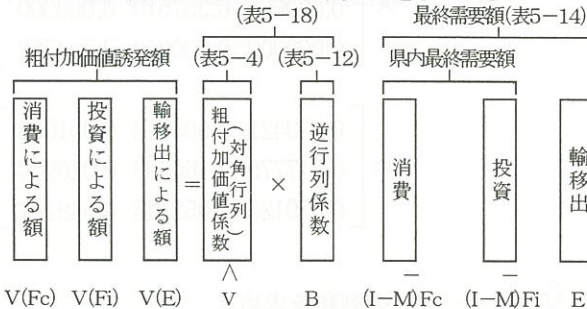 (表5-18)
最終需要額(表5-14)
粗付加価値誘発額
(表5-4)
(表5-12)
県内最終需要額
消費による額
投資による額
輸移出による額
=
粗付加価値係数
(対角行列)
×
逆行列係数
消費
投資
輸移出
V(Fc)
V(Fi)
V(E)
^
v
B
(I-M̄)Fc
(I-M̄)Fi
E